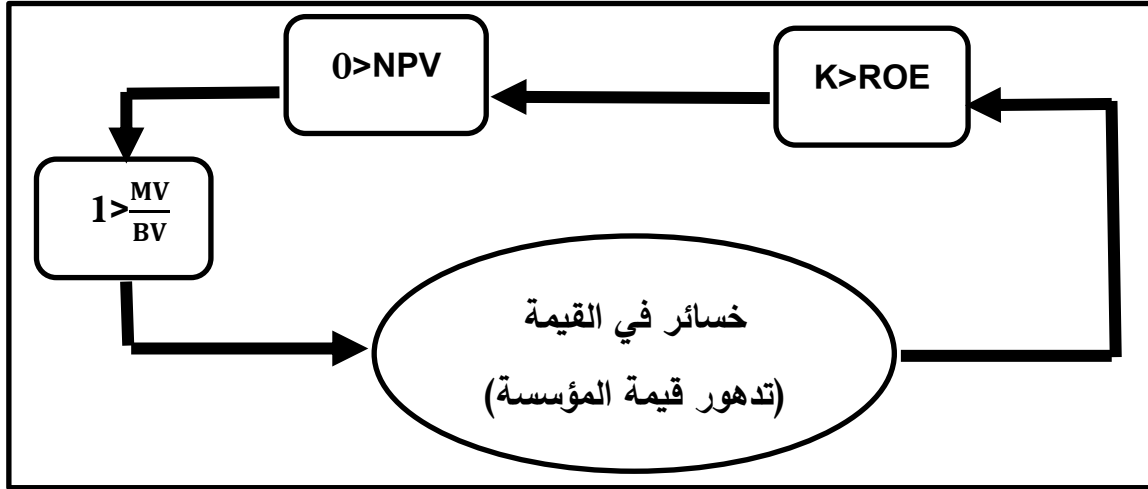 0>NPV
K>ROE
1>MV/BV
خسائر في القيمة
(تدهور قيمة المؤسسة)